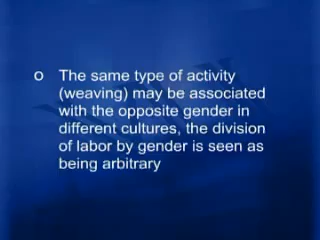 o The same type of activity
(weaving) may be associated
with the opposite gender in
different cultures, the division
of labor by gender is seen as
being arbitrary